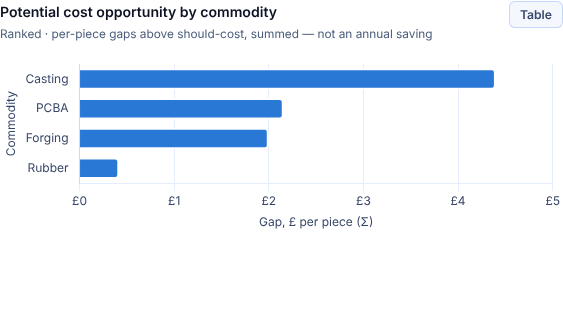 Potential cost opportunity by commodity
Table
Ranked · per-piece gaps above should-cost, summed — not an annual saving
Commodity
Casting
PCBA
Forging
Rubber
£0 £1 £2 £3 £4 £5
Gap, £ per piece (Σ)